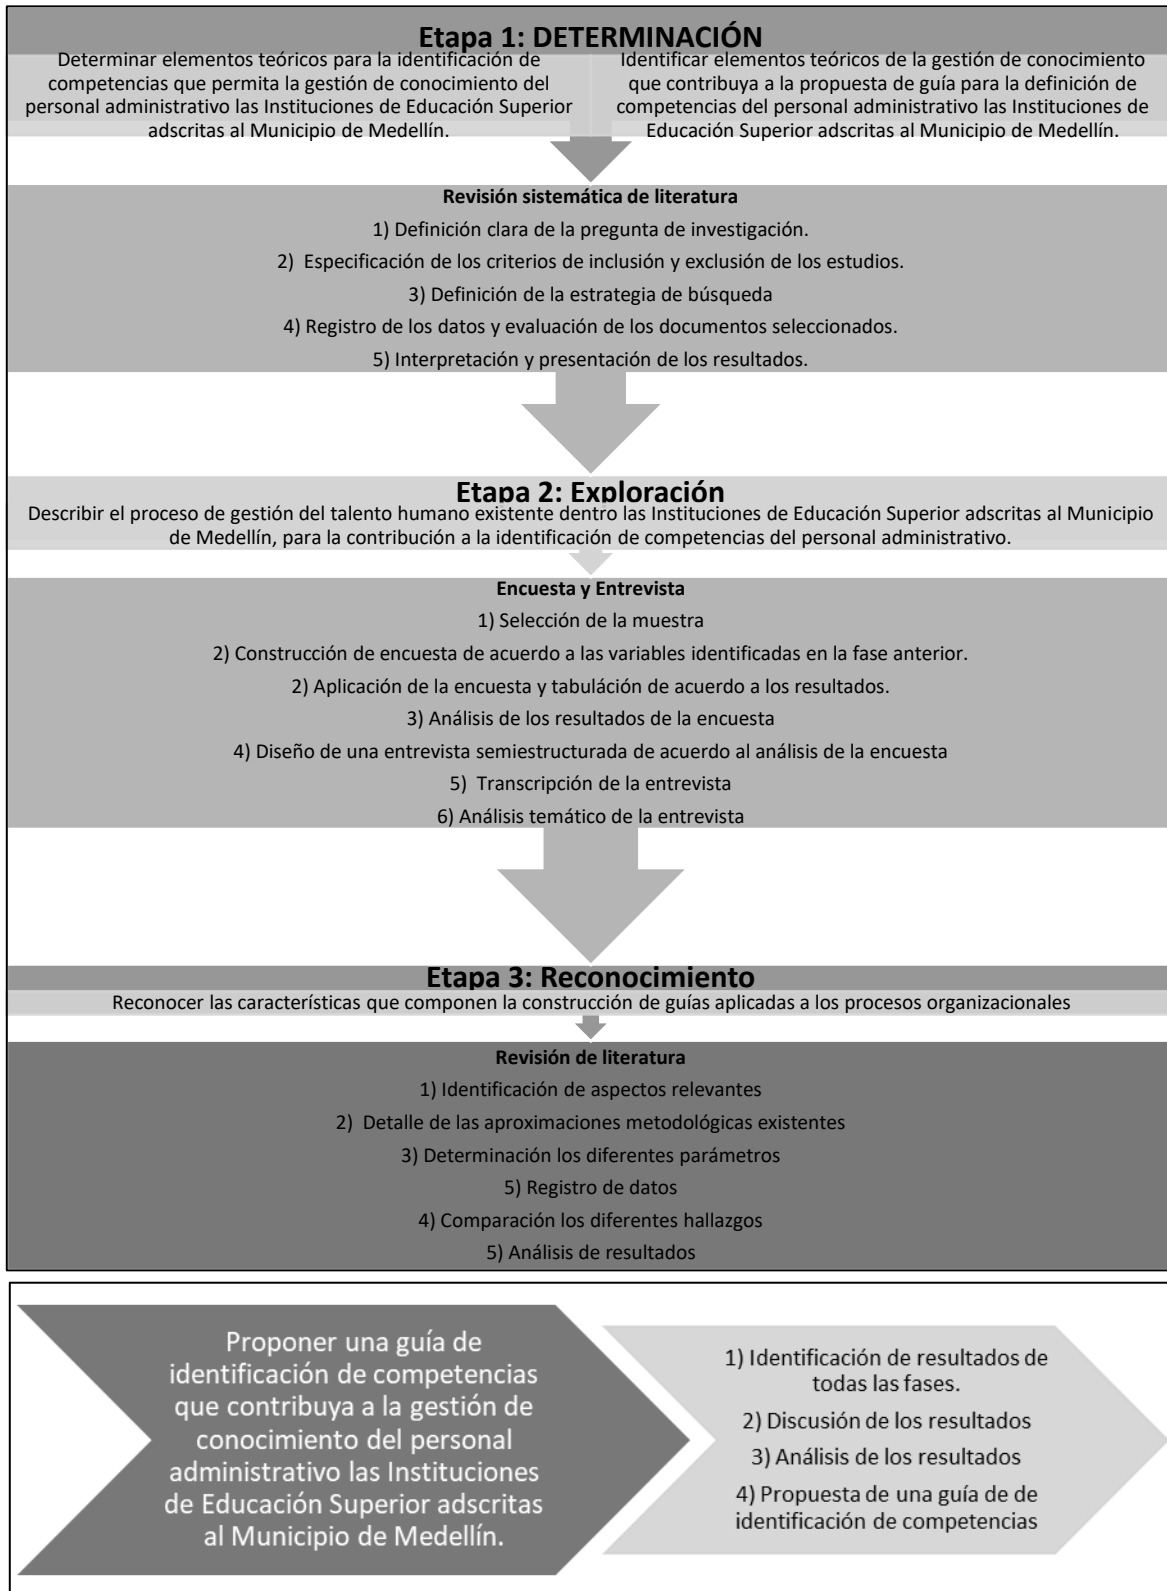 Etapa 1: DETERMINACIÓN
Determinar elementos teóricos para la identificación de
competencias que permita la gestión de conocimiento del
personal administrativo las Instituciones de Educación Superior
adscritas al Municipio de Medellín.
Identificar elementos teóricos de la gestión de conocimiento
que contribuya a la propuesta de guía para la definición de
competencias del personal administrativo las Instituciones de
Educación Superior adscritas al Municipio de Medellín.
Revisión sistemática de literatura
1) Definición clara de la pregunta de investigación.
2) Especificación de los criterios de inclusión y exclusión de los estudios.
3) Definición de la estrategia de búsqueda
4) Registro de los datos y evaluación de los documentos seleccionados.
5) Interpretación y presentación de los resultados.
Etapa 2: Exploración
Describir el proceso de gestión del talento humano existente dentro las Instituciones de Educación Superior adscritas al Municipio
de Medellín, para la contribución a la identificación de competencias del personal administrativo.
Encuesta y Entrevista
1) Selección de la muestra
2) Construcción de encuesta de acuerdo a las variables identificadas en la fase anterior.
2) Aplicación de la encuesta y tabuláción de acuerdo a los resultados.
3) Análisis de los resultados de la encuesta
4) Diseño de una entrevista semiestructurada de acuerdo al análisis de la encuesta
5) Transcripción de la entrevista
6) Análisis temático de la entrevista
Etapa 3: Reconocimiento
Reconocer las características que componen la construcción de guías aplicadas a los procesos organizacionales
Revisión de literatura
1) Identificación de aspectos relevantes
2) Detalle de las aproximaciones metodológicas existentes
3) Determinación los diferentes parámetros
5) Registro de datos
4) Comparación los diferentes hallazgos
5) Análisis de resultados
Proponer una guía de
identificación de competencias
que contribuya a la gestión de
conocimiento del personal
administrativo las Instituciones
de Educación Superior adscritas
al Municipio de Medellín.
1) Identificación de resultados de
todas las fases.
2) Discusión de los resultados
3) Análisis de los resultados
4) Propuesta de una guía de de
identificación de competencias